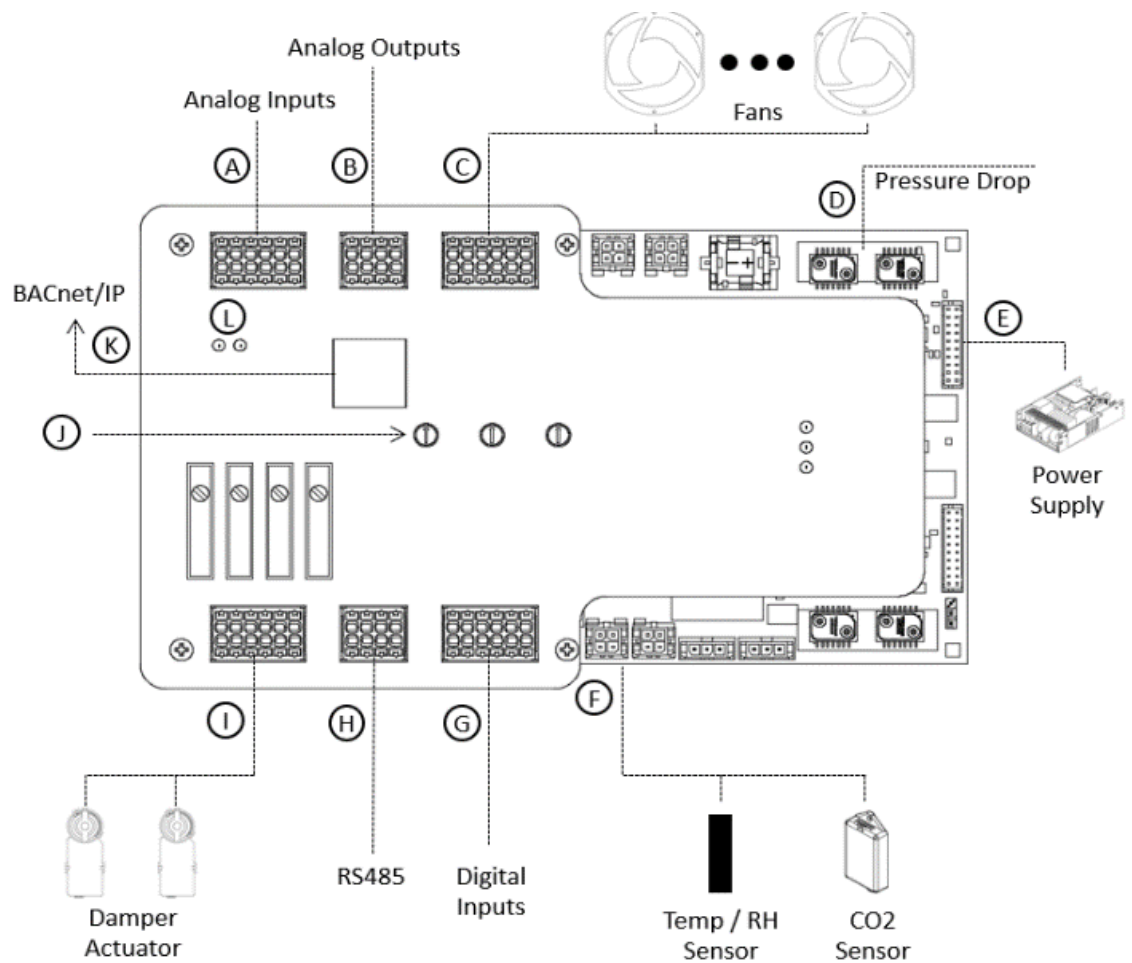 Analog Outputs
Analog Inputs
Fans
A
B
C
D
Pressure Drop
BACnet/IP
L
K
E
J
Power
Supply
F
I
H
G
RS485
Digital
Inputs
Damper
Actuator
Temp / RH
Sensor
CO2
Sensor